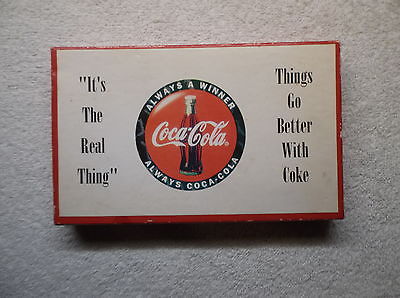 "It's
The
Real
Thing"
ALWAYS A WINNER
Coca-Cola
ALWAYS COCA-COLA
Things
Go
Better
With
Coke